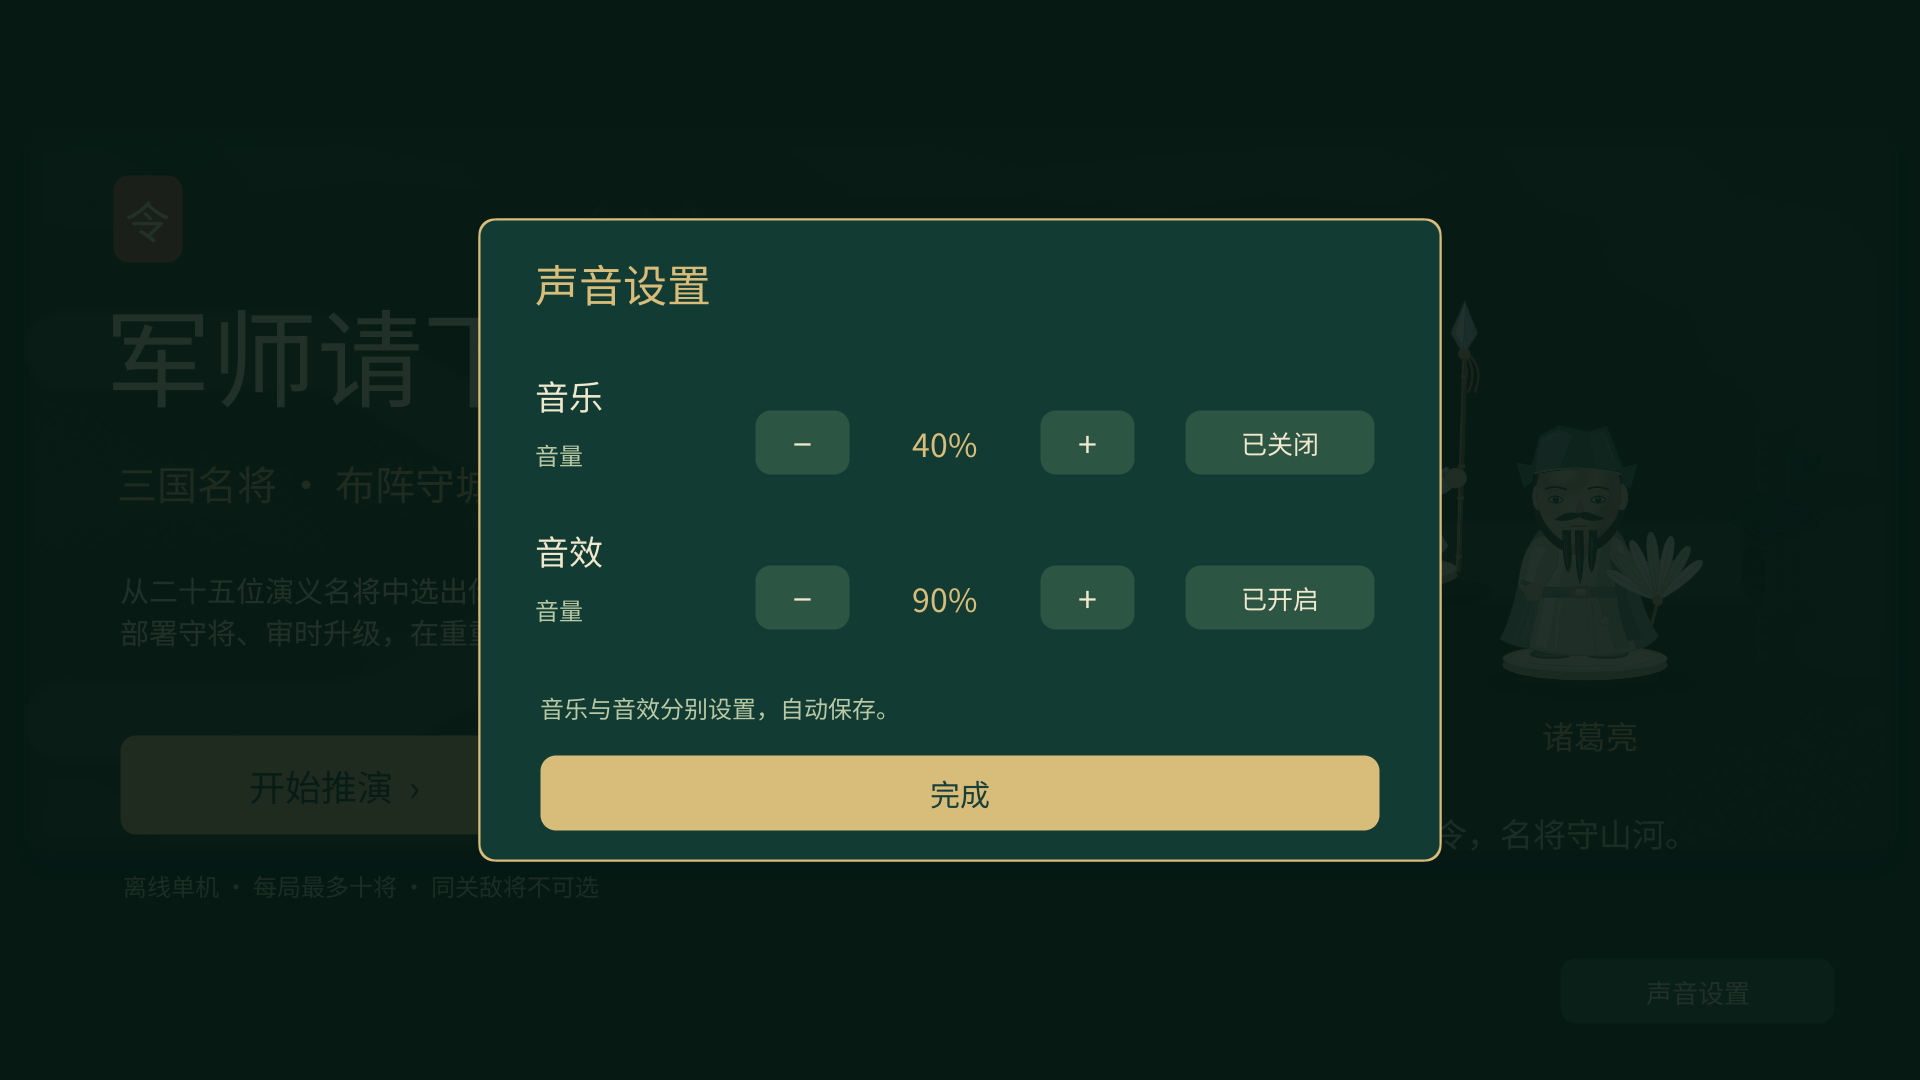 令
军师请
三国名将 · 布阵守
从二十五位演义名将中选出
部署守将、审时升级，在重
开始推演 ›
离线单机 · 每局最多十将 · 同关敌将不可选
声音设置
音乐
音量
− 40% + 已关闭
音效
音量
− 90% + 已开启
音乐与音效分别设置，自动保存。
完成
诸葛亮
令，名将守山河。
声音设置